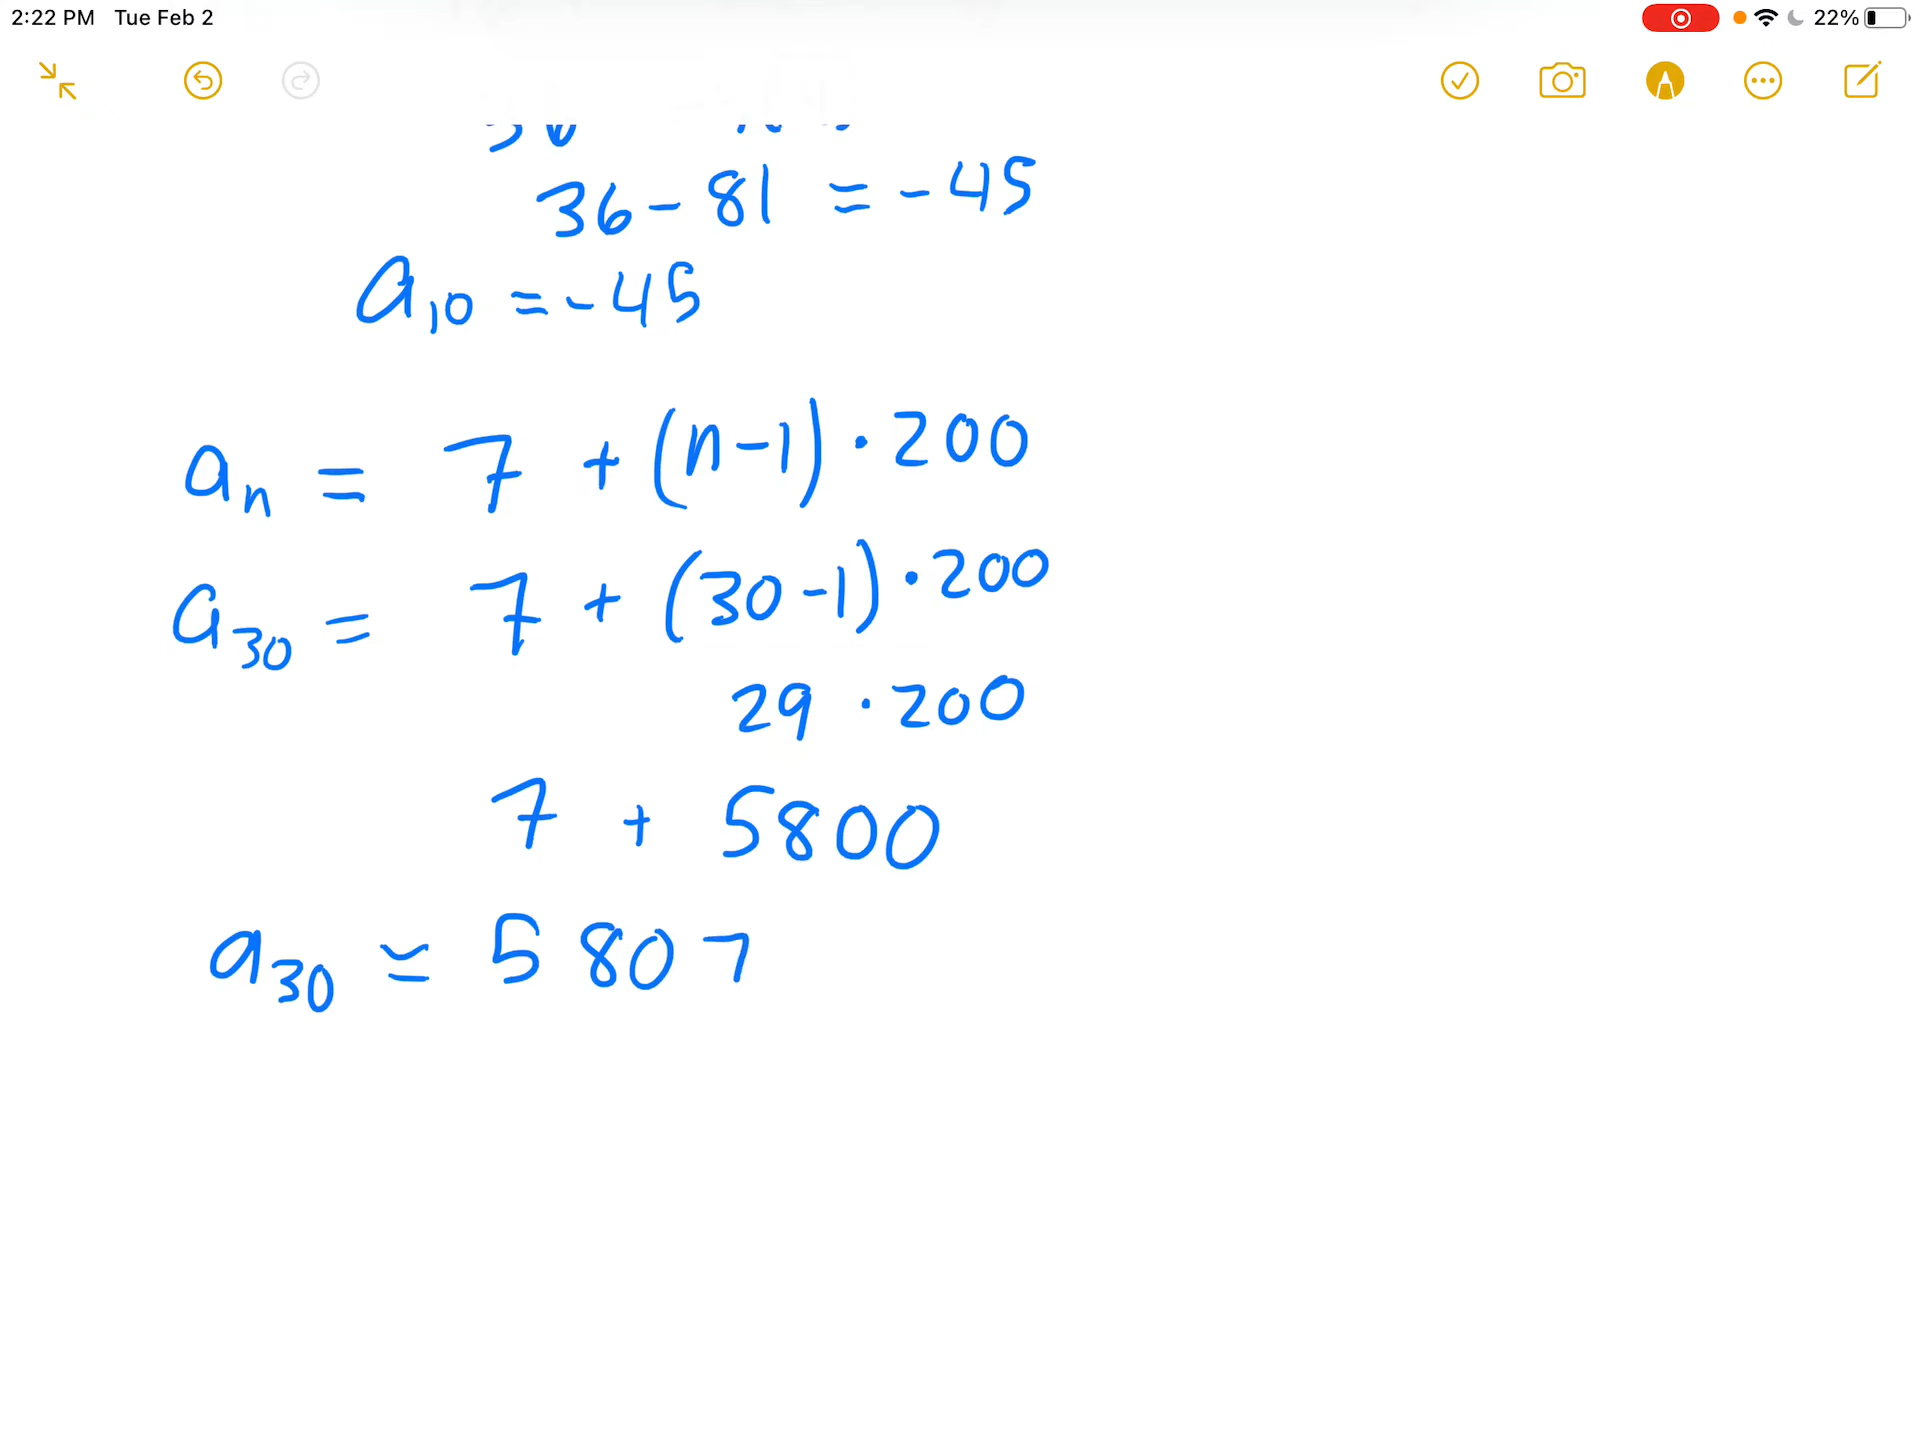 2:22 PM Tue Feb 2 22%
36 - 81 = -45
a₁₀ = -45
aₙ = 7 + (n-1) · 200
a₃₀ = 7 + (30-1) · 200
29 · 200
7 + 5800
a₃₀ = 5807